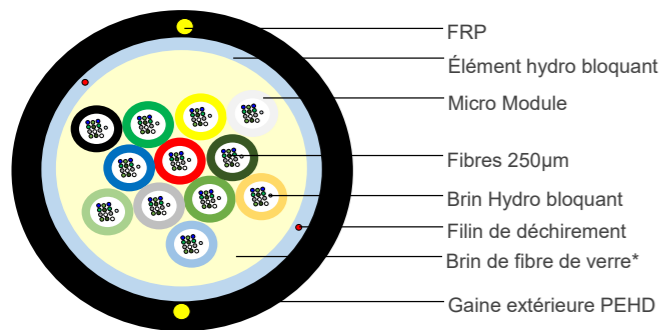 FRP
Élément hydro bloquant
Micro Module
Fibres 250µm
Brin Hydro bloquant
Filin de déchirement
Brin de fibre de verre*
Gaine extérieure PEHD